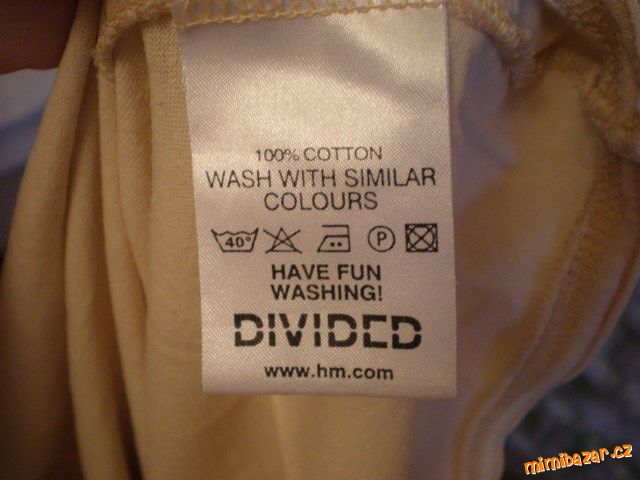 100% COTTON
WASH WITH SIMILAR
COLOURS
40°
P
HAVE FUN
WASHING!
DIVIDED
www.hm.com
mimibazar.cz